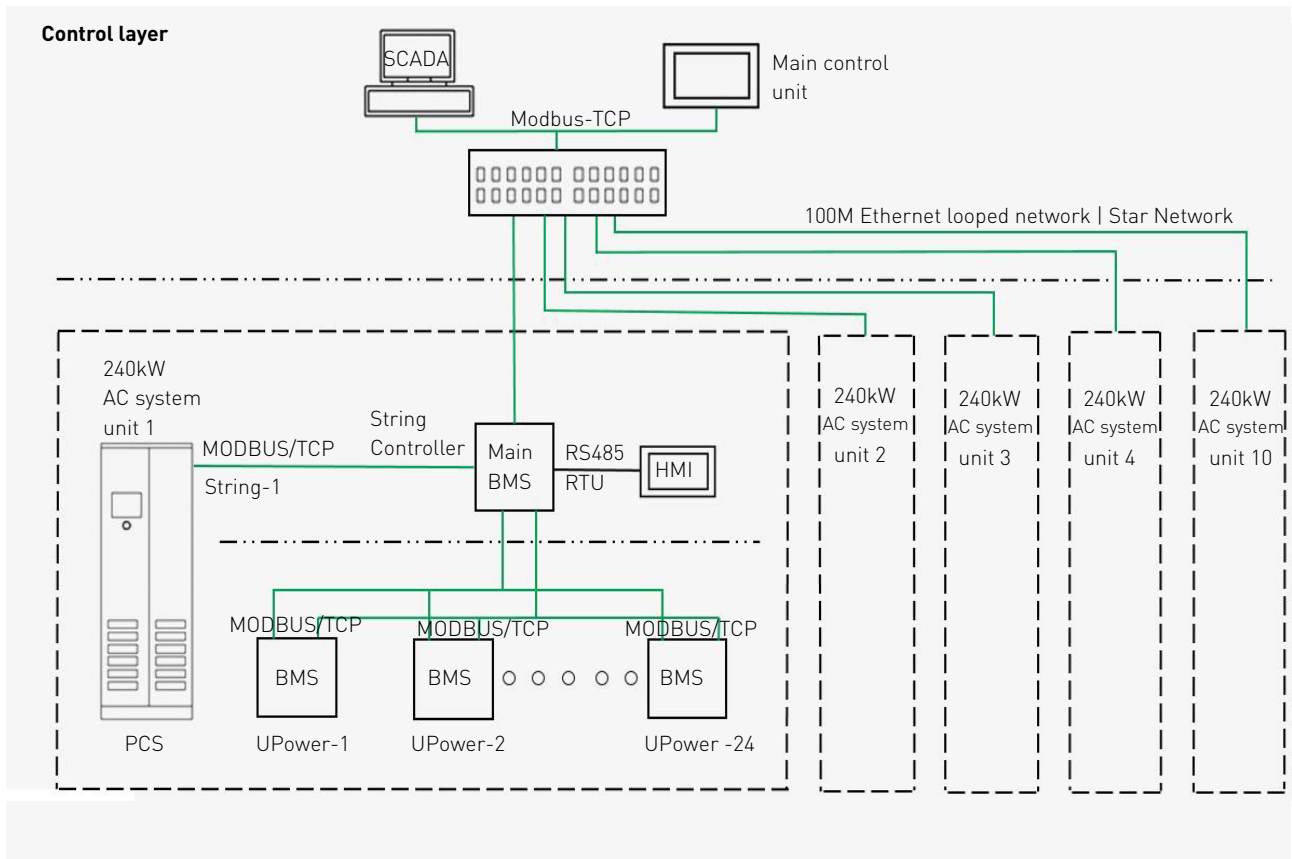 Control layer
SCADA
Main control
unit
Modbus-TCP
100M Ethernet looped network | Star Network
240kW
AC system
unit 1
MODBUS/TCP
String-1
String
Controller
Main
BMS
RS485
RTU
HMI
240kW
AC system
unit 2
240kW
AC system
unit 3
240kW
AC system
unit 4
240kW
AC system
unit 10
MODBUS/TCP
MODBUS/TCP
MODBUS/TCP
BMS
BMS
BMS
PCS
UPower-1
UPower-2
UPower -24